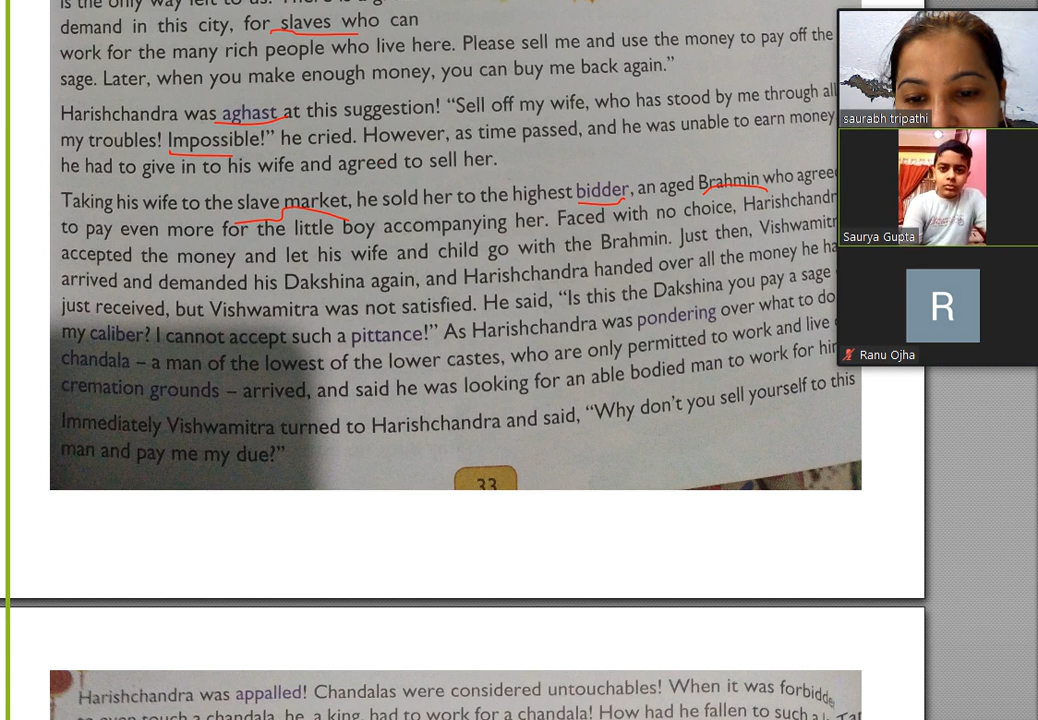 is the only way left to us. There is a g
demand in this city, for slaves who can
work for the many rich people who live here. Please sell me and use the money to pay off the
sage. Later, when you make enough money, you can buy me back again.”
Harishchandra was aghast at this suggestion! “Sell off my wife, who has stood by me through all
my troubles! Impossible!” he cried. However, as time passed, and he was unable to earn money,
he had to give in to his wife and agreed to sell her.
Taking his wife to the slave market, he sold her to the highest bidder, an aged Brahmin who agreed
to pay even more for the little boy accompanying her. Faced with no choice, Harishchandr
accepted the money and let his wife and child go with the Brahmin. Just then, Vishwamitr
arrived and demanded his Dakshina again, and Harishchandra handed over all the money he ha
just received, but Vishwamitra was not satisfied. He said, “Is this the Dakshina you pay a sage
my caliber? I cannot accept such a pittance!” As Harishchandra was pondering over what to do
chandala – a man of the lowest of the lower castes, who are only permitted to work and live
cremation grounds – arrived, and said he was looking for an able bodied man to work for him
Immediately Vishwamitra turned to Harishchandra and said, “Why don’t you sell yourself to this
man and pay me my due?”
33
Harishchandra was appalled! Chandalas were considered untouchables! When it was forbidde
to even touch a chandala, he, a king, had to work for a chandala! How had he fallen to such a
saurabh tripathi
Saurya Gupta
R
Ranu Ojha